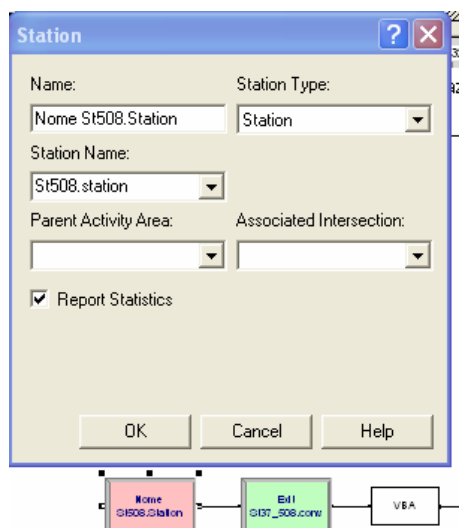 Station
Name:
Station Type:
Nome St508.Station
Station
Station Name:
St508.station
Parent Activity Area:
Associated Intersection:
Report Statistics
OK
Cancel
Help
Nome
St508.Station
Exit
St37_508.conv
VBA